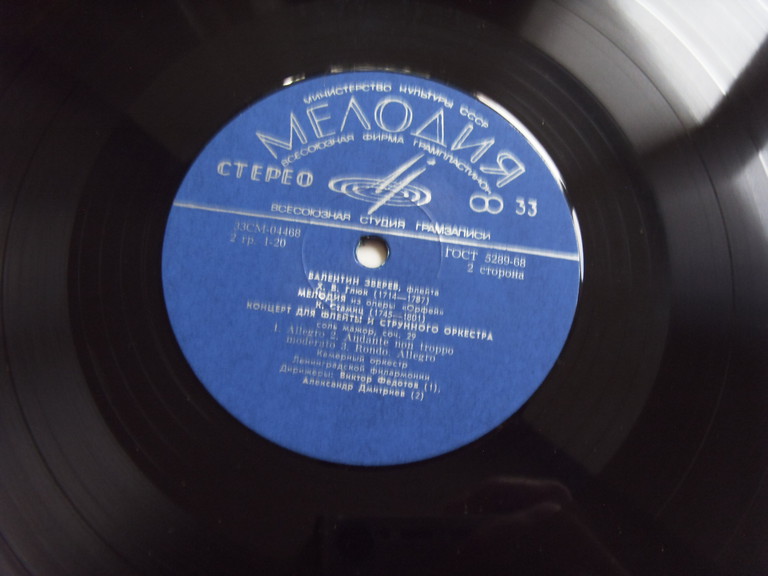 МИНИСТЕРСТВО КУЛЬТУРЫ СССР
МЕЛОДИЯ
ВСЕСОЮЗНАЯ ФИРМА ГРАМПЛАСТИНОК
СТЕРЕО
33
ВСЕСОЮЗНАЯ СТУДИЯ ГРАМЗАПИСИ
33СМ-04468
2 гр. 1-20
ГОСТ 5289-68
2 сторона
ВАЛЕНТИН ЗВЕРЕВ, флейта
Х. В. Глюк (1714—1787)
МЕЛОДИЯ из оперы «Орфей»
К. Стамиц (1745—1801)
КОНЦЕРТ ДЛЯ ФЛЕЙТЫ И СТРУННОГО ОРКЕСТРА
соль мажор, соч. 29
1. Allegro 2. Andante non troppo
moderato 3. Rondo. Allegro
Камерный оркестр
Ленинградской филармонии
Дирижеры: Виктор Федотов (1),
Александр Дмитриев (2)